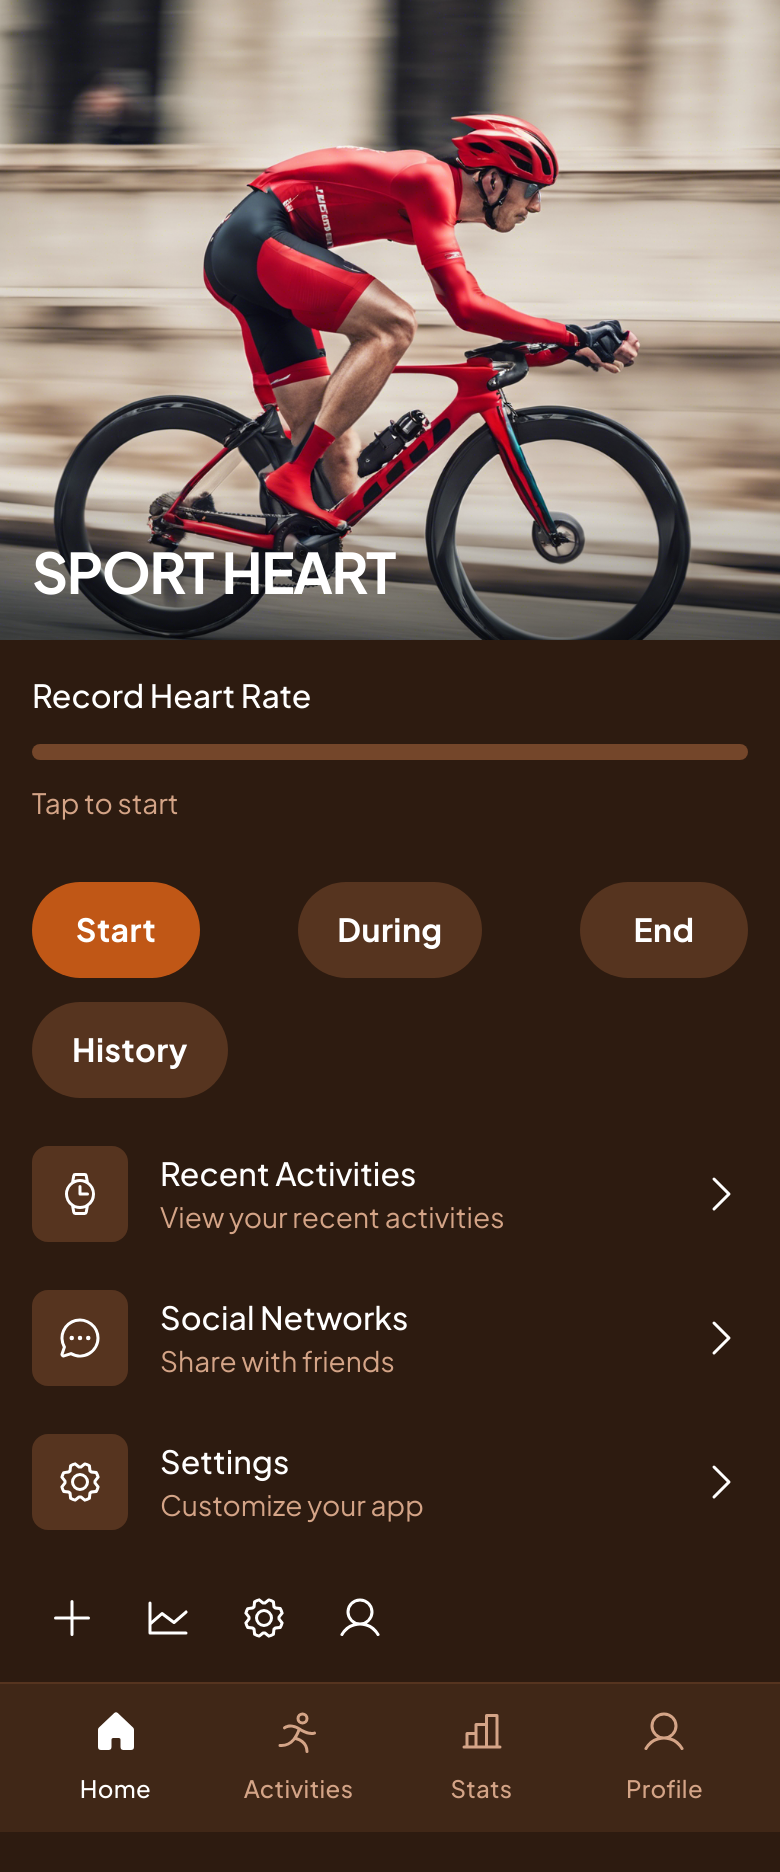 SPORT HEART
Record Heart Rate
Tap to start
Start
During
End
History
Recent Activities
View your recent activities
Social Networks
Share with friends
Settings
Customize your app
Home
Activities
Stats
Profile